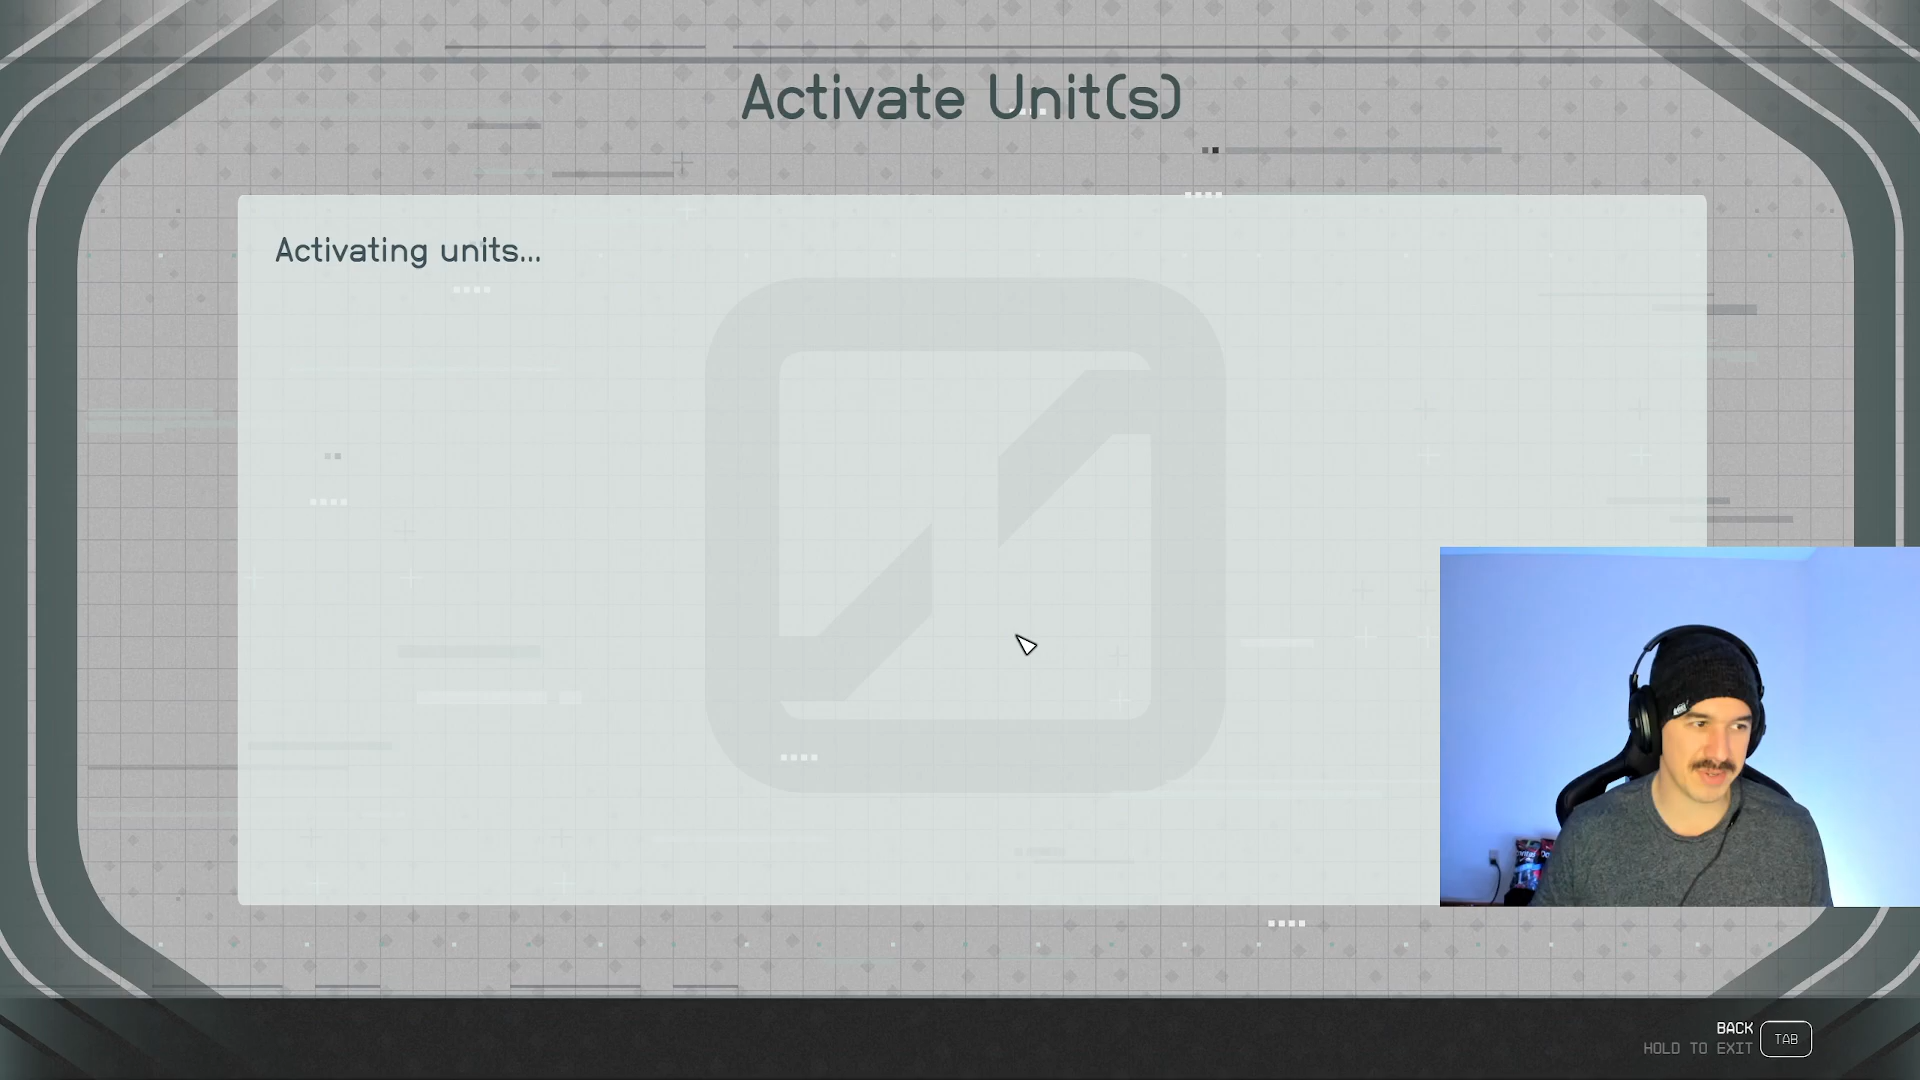 Activate Unit(s)
Activating units...
BACK
HOLD TO EXIT
TAB